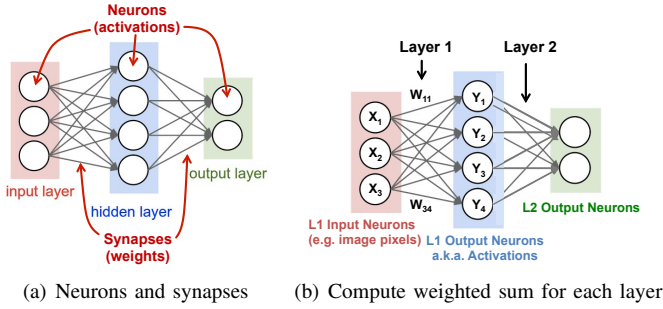 Neurons
(activations)
input layer
hidden layer
output layer
Synapses
(weights)
(a) Neurons and synapses
Layer 1
Layer 2
W11
X1
X2
X3
W34
Y1
Y2
Y3
Y4
L1 Input Neurons
(e.g. image pixels)
L1 Output Neurons
a.k.a. Activations
L2 Output Neurons
(b) Compute weighted sum for each layer